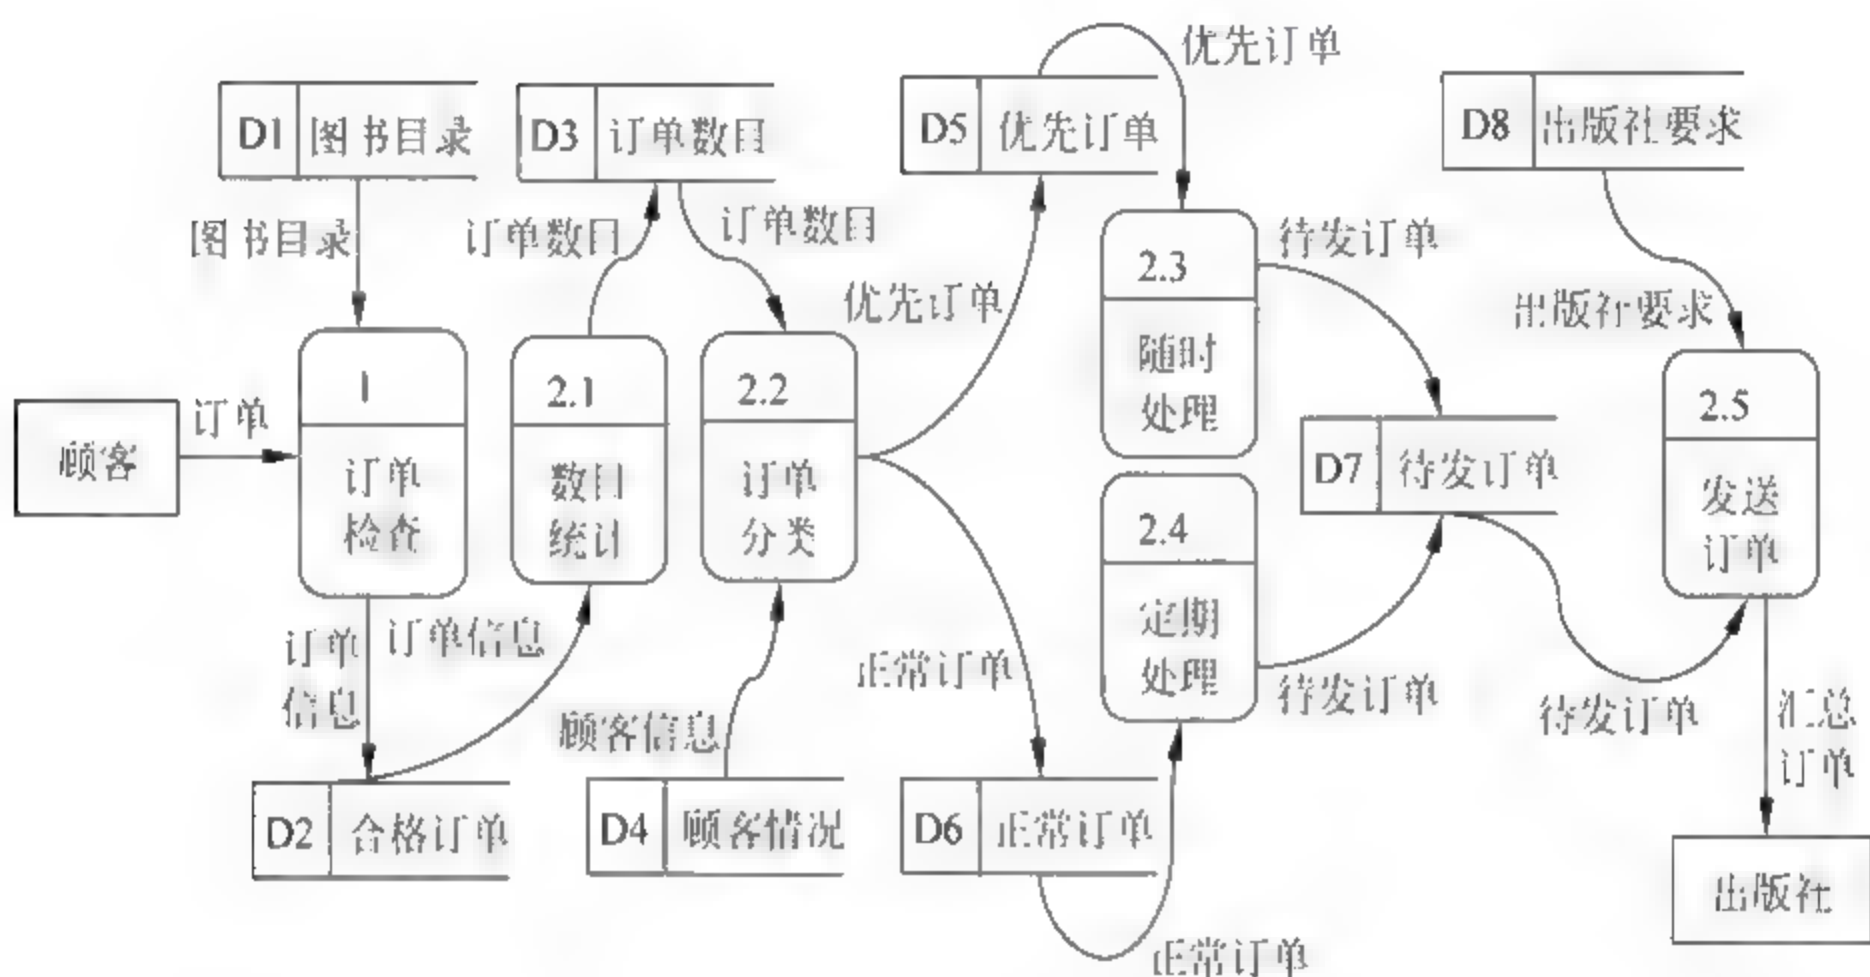 优先订单
D1 图书目录
D3 订单数目
D5 优先订单
D8 出版社要求
图书目录
订单数目
订单数目
优先订单
2.3
随时
处理
待发订单
出版社要求
顾客
订单
1
订单
检查
2.1
数目
统计
2.2
订单
分类
D7 待发订单
2.5
发送
订单
2.4
定期
处理
订单
信息
订单信息
顾客信息
正常订单
待发订单
待发订单
汇总
订单
D2 合格订单
D4 顾客情况
D6 正常订单
出版社
正常订单